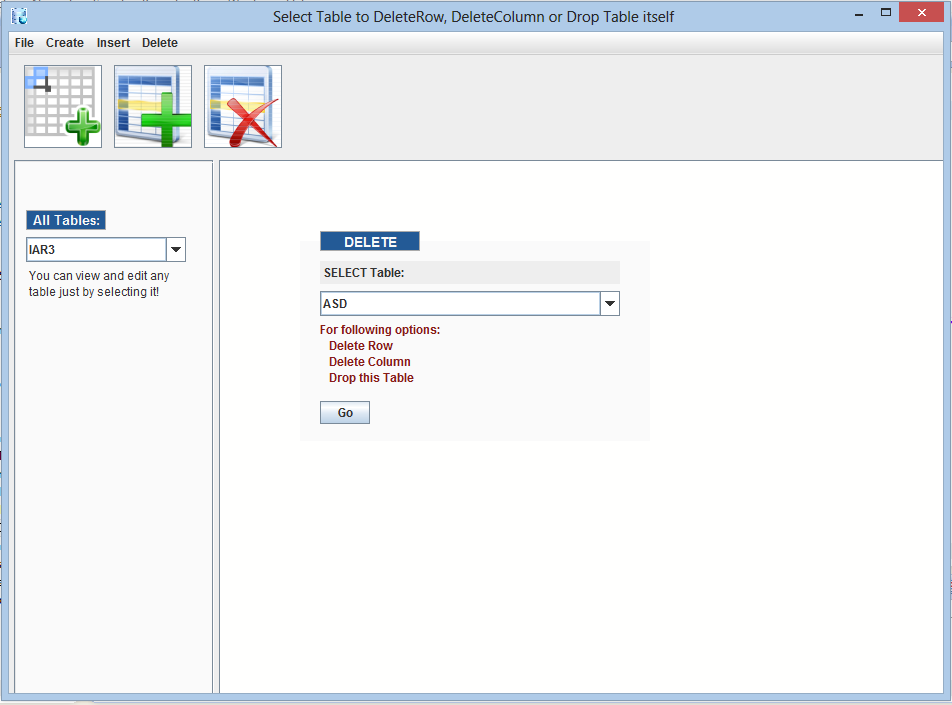 Select Table to DeleteRow, DeleteColumn or Drop Table itself
File Create Insert Delete
All Tables:
IAR3
You can view and edit any
table just by selecting it!
DELETE
SELECT Table:
ASD
For following options:
Delete Row
Delete Column
Drop this Table
Go